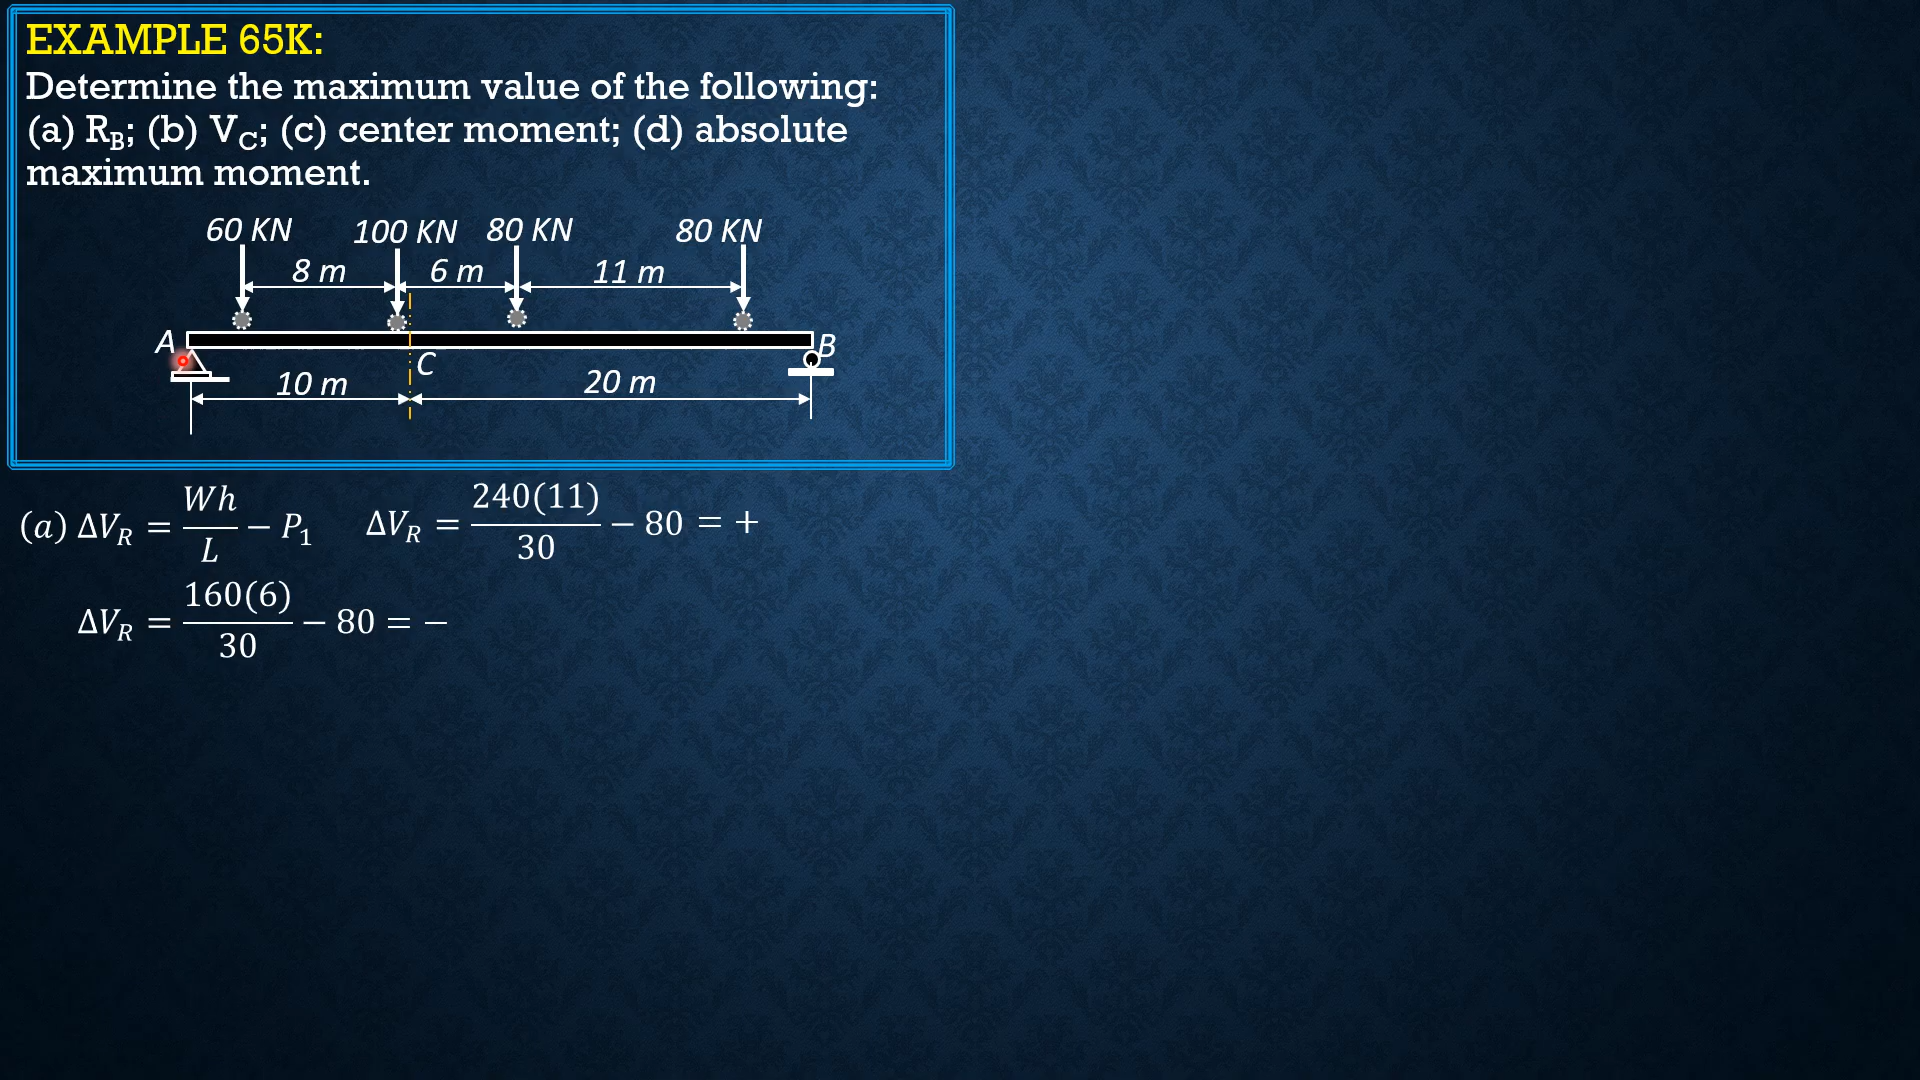 EXAMPLE 65K:
Determine the maximum value of the following:
(a) R_B; (b) V_C; (c) center moment; (d) absolute
maximum moment.
60 KN 100 KN 80 KN 80 KN
8 m 6 m 11 m
A B
C
10 m 20 m
(a) ΔV_R = Wh/L − P_1 ΔV_R = 240(11)/30 − 80 = +
ΔV_R = 160(6)/30 − 80 = −